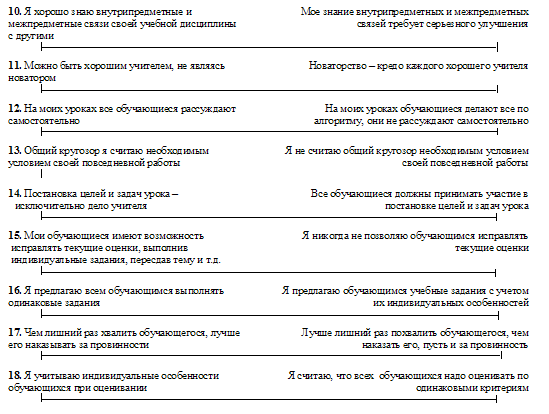 10. Я хорошо знаю внутрипредметные и
межпредметные связи своей учебной дисциплины
с другими
Мое знание внутрипредметных и межпредметных
связей требует серьезного улучшения
11. Можно быть хорошим учителем, не являясь
новатором
Новаторство – кредо каждого хорошего учителя
12. На моих уроках все обучающиеся рассуждают
самостоятельно
На моих уроках обучающиеся делают все по
алгоритму, они не рассуждают самостоятельно
13. Общий кругозор я считаю необходимым
условием своей повседневной работы
Я не считаю общий кругозор необходимым условием
своей повседневной работы
14. Постановка целей и задач урока –
исключительно дело учителя
Все обучающиеся должны принимать участие в
постановке целей и задач урока
15. Мои обучающиеся имеют возможность
исправлять текущие оценки, выполнив
индивидуальные задания, пересдав тему и т.д.
Я никогда не позволяю обучающимся исправлять
текущие оценки
16. Я предлагаю всем обучающимся выполнять
одинаковые задания
Я предлагаю обучающимся учебные задания с учетом
их индивидуальных особенностей
17. Чем лишний раз хвалить обучающегося, лучше
его наказывать за провинности
Лучше лишний раз похвалить обучающегося, чем
наказать его, пусть и за провинность
18. Я учитываю индивидуальные особенности
обучающихся при оценивании
Я считаю, что всех обучающихся надо оценивать по
одинаковым критериям